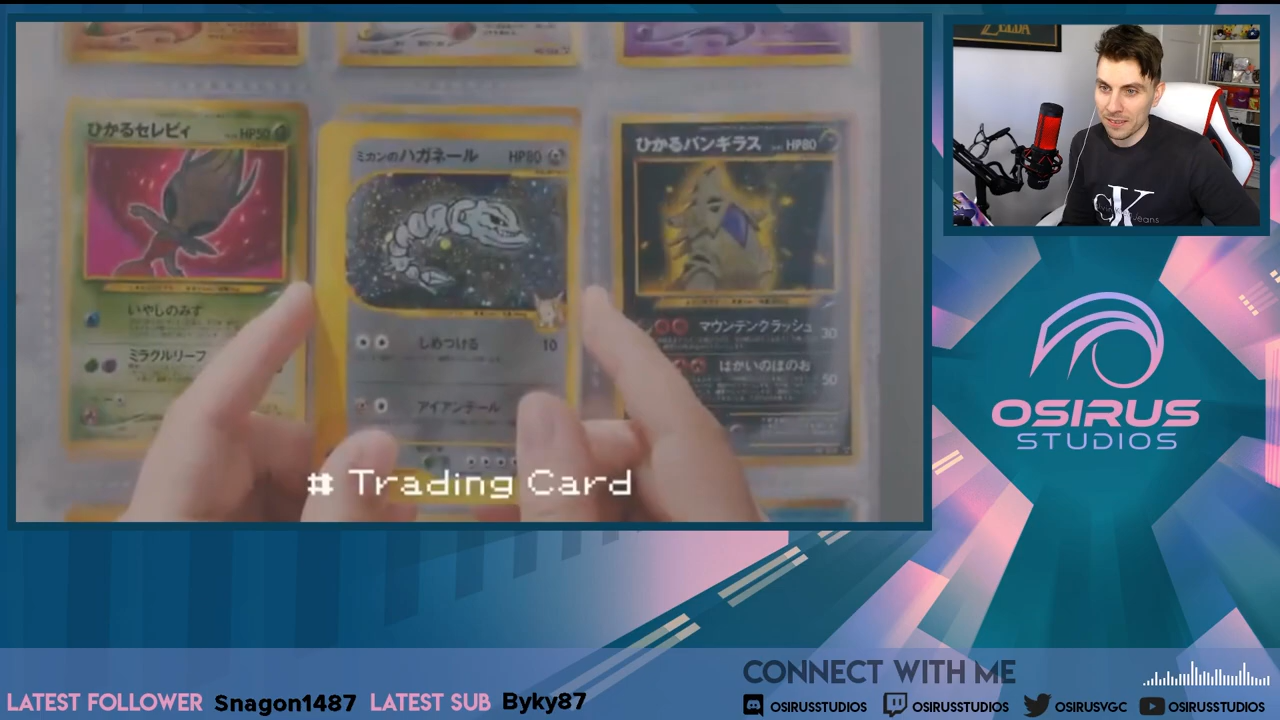 ひかるセレビィ HP50
いやしのみず
ミラクルリーフ
ミカンのハガネール HP80
しめつける 10
アイアンテール
ひかるバンギラス HP80
マウンテンクラッシュ 30
はかいのほのお 50
# Trading Card
ZELDA
CK
Jeans
OSIRUS
STUDIOS
CONNECT WITH ME
LATEST FOLLOWER Snagon1487 LATEST SUB Byky87
OSIRUSSTUDIOS OSIRUSSTUDIOS OSIRUSVGC OSIRUSSTUDIOS